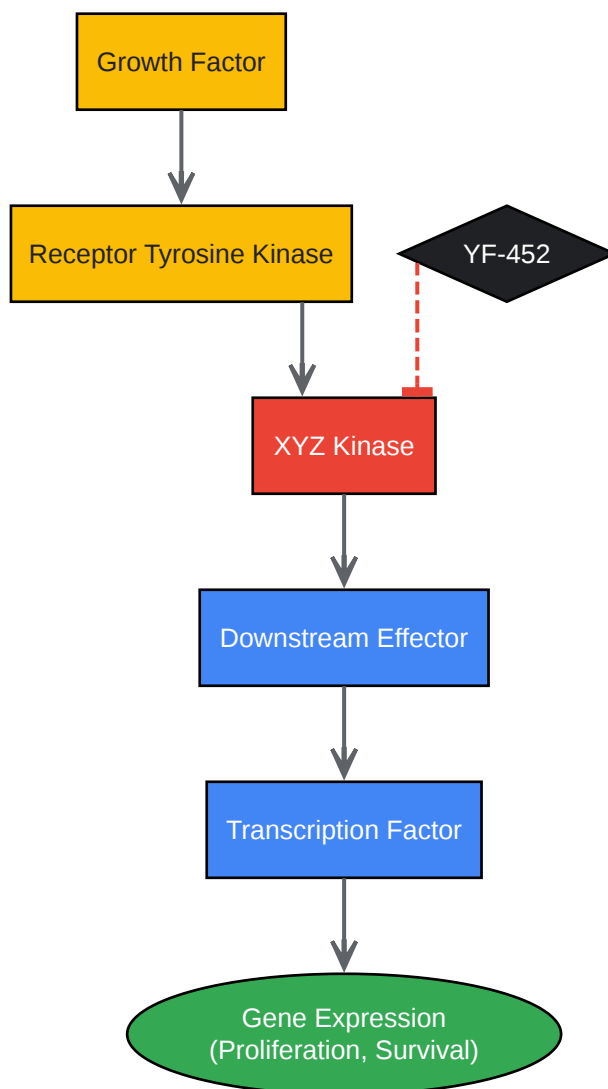 Growth Factor
Receptor Tyrosine Kinase
YF-452
XYZ Kinase
Downstream Effector
Transcription Factor
Gene Expression
(Proliferation, Survival)